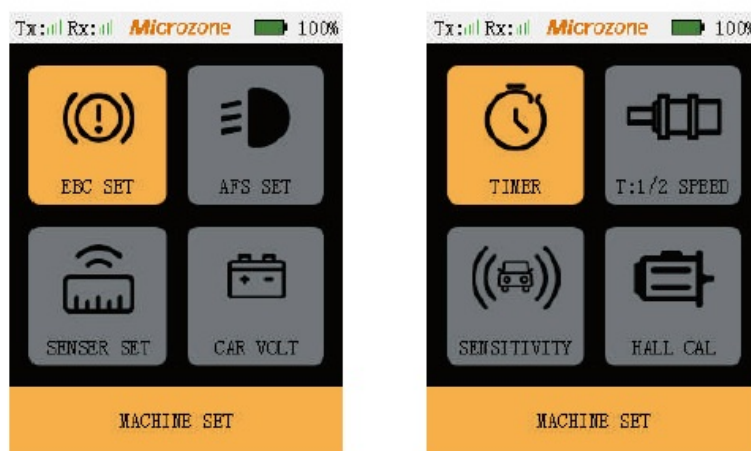 Tx: Rx: Microzone 100%
EBC SET AFS SET
SENSER SET CAR VOLT
MACHINE SET
Tx: Rx: Microzone 100%
TIMER T:1/2 SPEED
SENSITIVITY HALL CAL
MACHINE SET